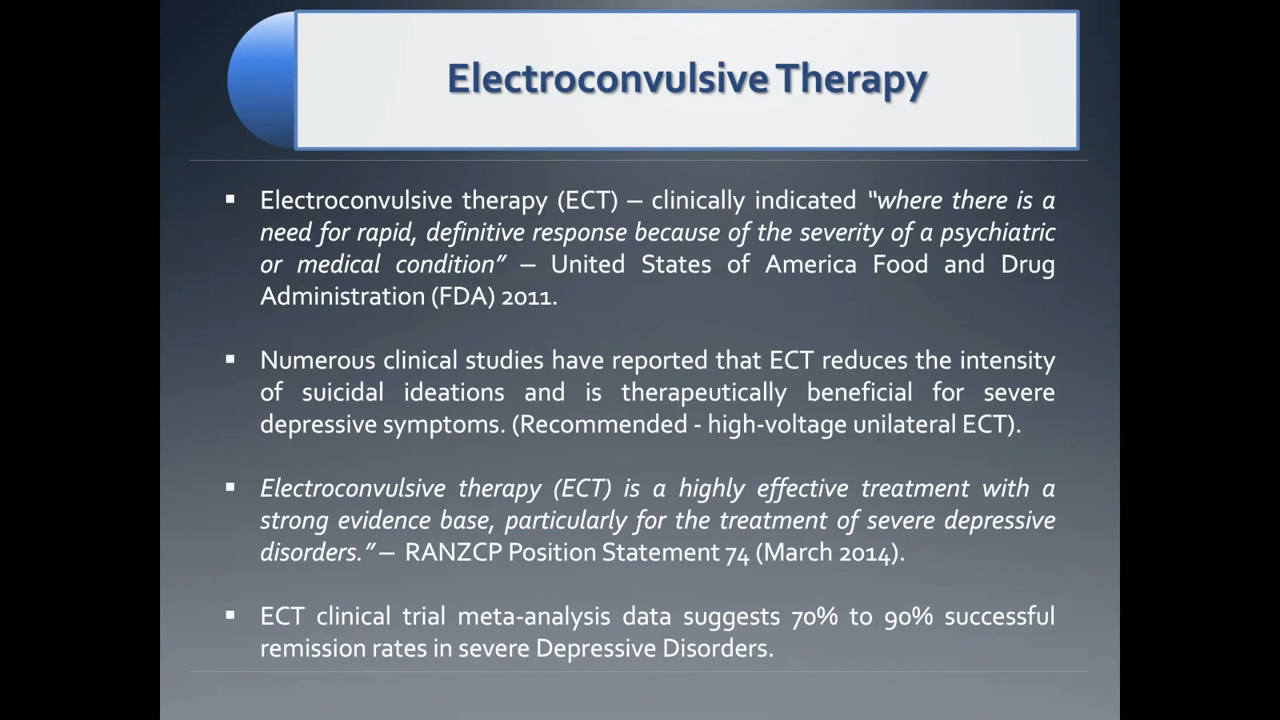 Electroconvulsive Therapy
▪ Electroconvulsive therapy (ECT) – clinically indicated “where there is a
need for rapid, definitive response because of the severity of a psychiatric
or medical condition” – United States of America Food and Drug
Administration (FDA) 2011.
▪ Numerous clinical studies have reported that ECT reduces the intensity
of suicidal ideations and is therapeutically beneficial for severe
depressive symptoms. (Recommended - high-voltage unilateral ECT).
▪ Electroconvulsive therapy (ECT) is a highly effective treatment with a
strong evidence base, particularly for the treatment of severe depressive
disorders.” – RANZCP Position Statement 74 (March 2014).
▪ ECT clinical trial meta-analysis data suggests 70% to 90% successful
remission rates in severe Depressive Disorders.